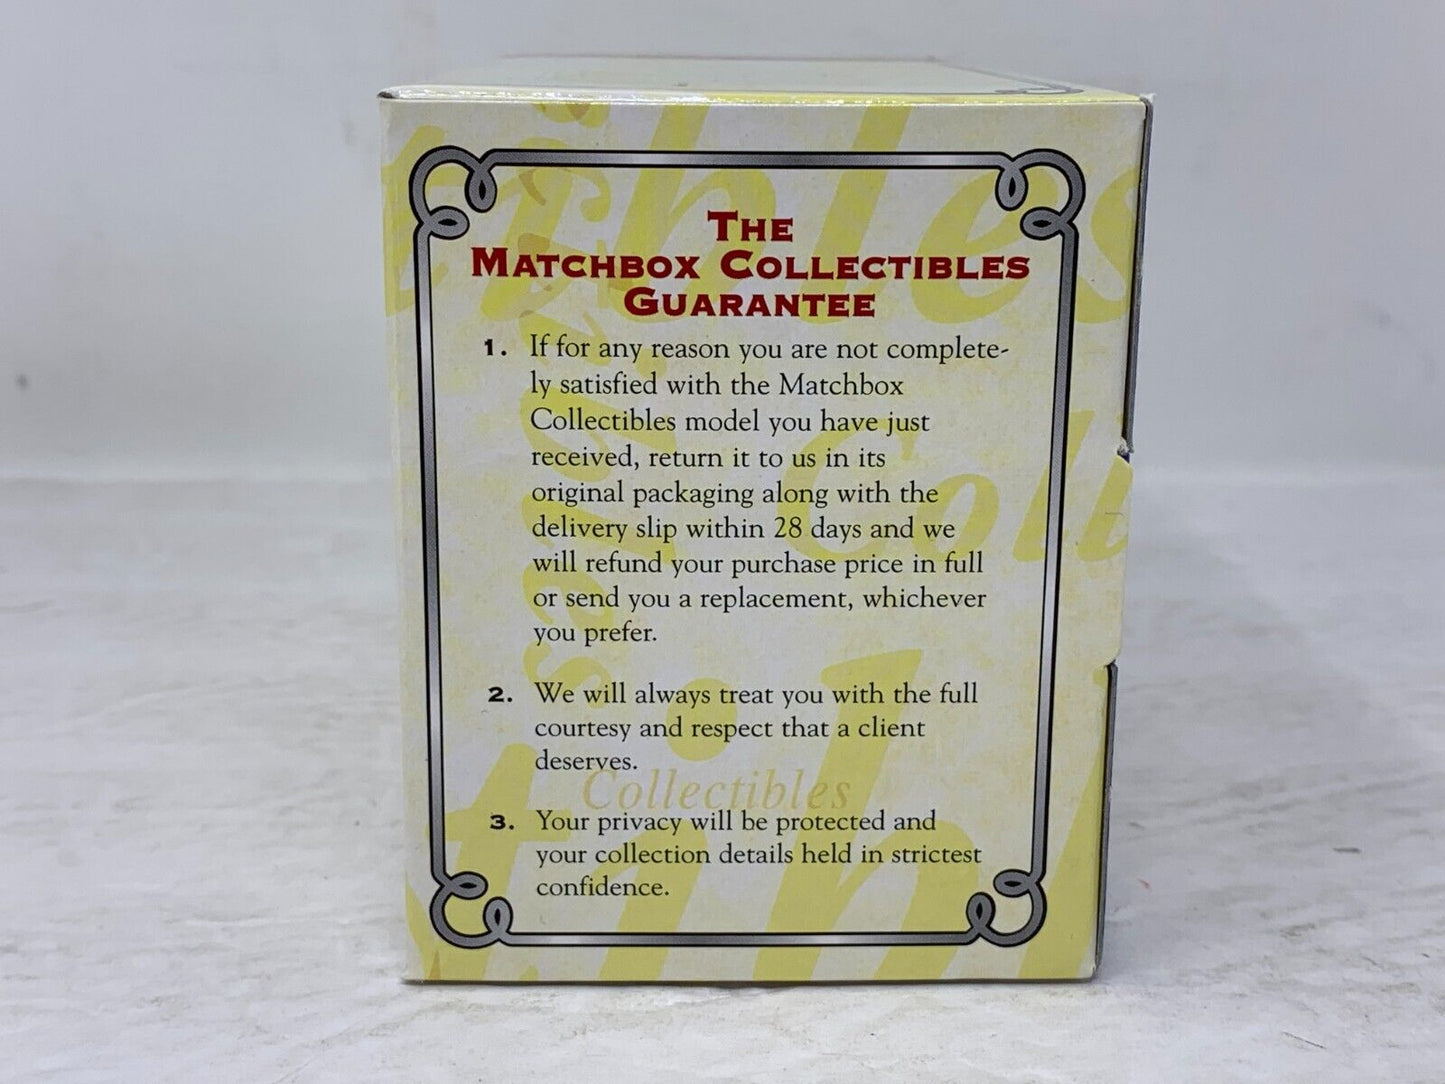 THE
MATCHBOX COLLECTIBLES
GUARANTEE
1. If for any reason you are not complete-
ly satisfied with the Matchbox
Collectibles model you have just
received, return it to us in its
original packaging along with the
delivery slip within 28 days and we
will refund your purchase price in full
or send you a replacement, whichever
you prefer.
2. We will always treat you with the full
courtesy and respect that a client
deserves.
Collectibles
3. Your privacy will be protected and
your collection details held in strictest
confidence.